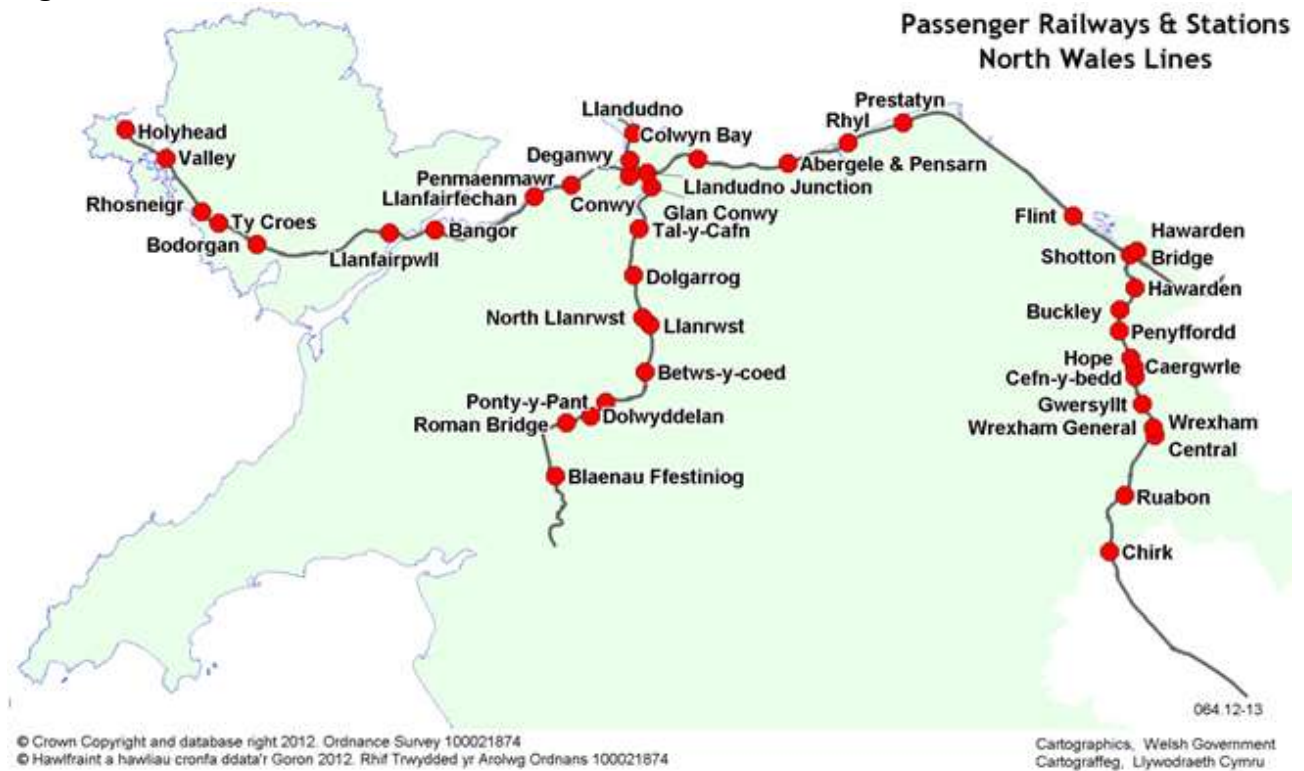 Passenger Railways & Stations
North Wales Lines
Holyhead
Valley
Rhosneigr
Ty Croes
Bodorgan
Llanfairpwll
Bangor
Llanfairfechan
Penmaenmawr
Conwy
Deganwy
Llandudno
Colwyn Bay
Llandudno Junction
Glan Conwy
Tal-y-Cafn
Dolgarrog
North Llanrwst
Llanrwst
Betws-y-coed
Ponty-y-Pant
Dolwyddelan
Roman Bridge
Blaenau Ffestiniog
Abergele & Pensarn
Rhyl
Prestatyn
Flint
Shotton
Hawarden
Bridge
Hawarden
Buckley
Penyffordd
Hope
Caergwrle
Cefn-y-bedd
Gwersyllt
Wrexham General
Wrexham
Central
Ruabon
Chirk
064.12-13
© Crown Copyright and database right 2012. Ordnance Survey 100021874
© Hawlfraint a hawliau cronfa ddata'r Goron 2012. Rhif Trwydded yr Arolwg Ordnans 100021874
Cartographics, Welsh Government
Cartograffeg, Llywodraeth Cymru